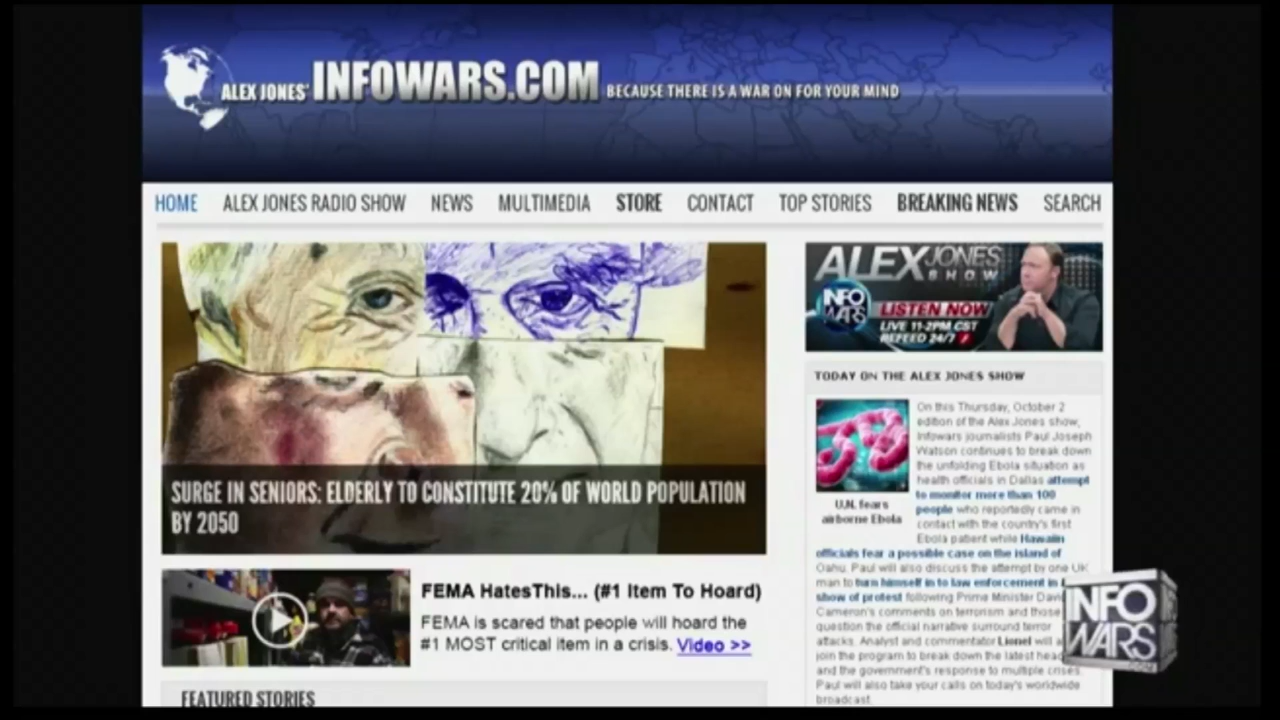 ALEX JONES' INFOWARS.COM BECAUSE THERE IS A WAR ON FOR YOUR MIND
HOME ALEX JONES RADIO SHOW NEWS MULTIMEDIA STORE CONTACT TOP STORIES BREAKING NEWS SEARCH
SURGE IN SENIORS: ELDERLY TO CONSTITUTE 20% OF WORLD POPULATION
BY 2050
FEMA HatesThis... (#1 Item To Hoard)
FEMA is scared that people will hoard the
#1 MOST critical item in a crisis. Video >>
FEATURED STORIES
ALEX JONES
SHOW
INFO
WARS
LISTEN NOW
LIVE 11-2PM CST
REFEED 24/7
TODAY ON THE ALEX JONES SHOW
U.N. fears
airborne Ebola
On this Thursday, October 2
edition of the Alex Jones show,
Infowars journalists Paul Joseph
Watson continues to break down
the unfolding Ebola situation as
health officials in Dallas attempt
to monitor more than 100
people who reportedly came in
contact with the country's first
Ebola patient while Hawaiin
officials fear a possible case on the island of
Oahu. Paul will also discuss the attempt by one UK
man to turn himself in to law enforcement in
show of protest following Prime Minister
Cameron's comments on terrorism and those
question the official narrative surround terror
attacks. Analyst and commentator Lionel will
join the program to break down the latest
and the government's response to multiple crises.
Paul will also take your calls on today's worldwide
broadcast.
INFO
WARS
.COM